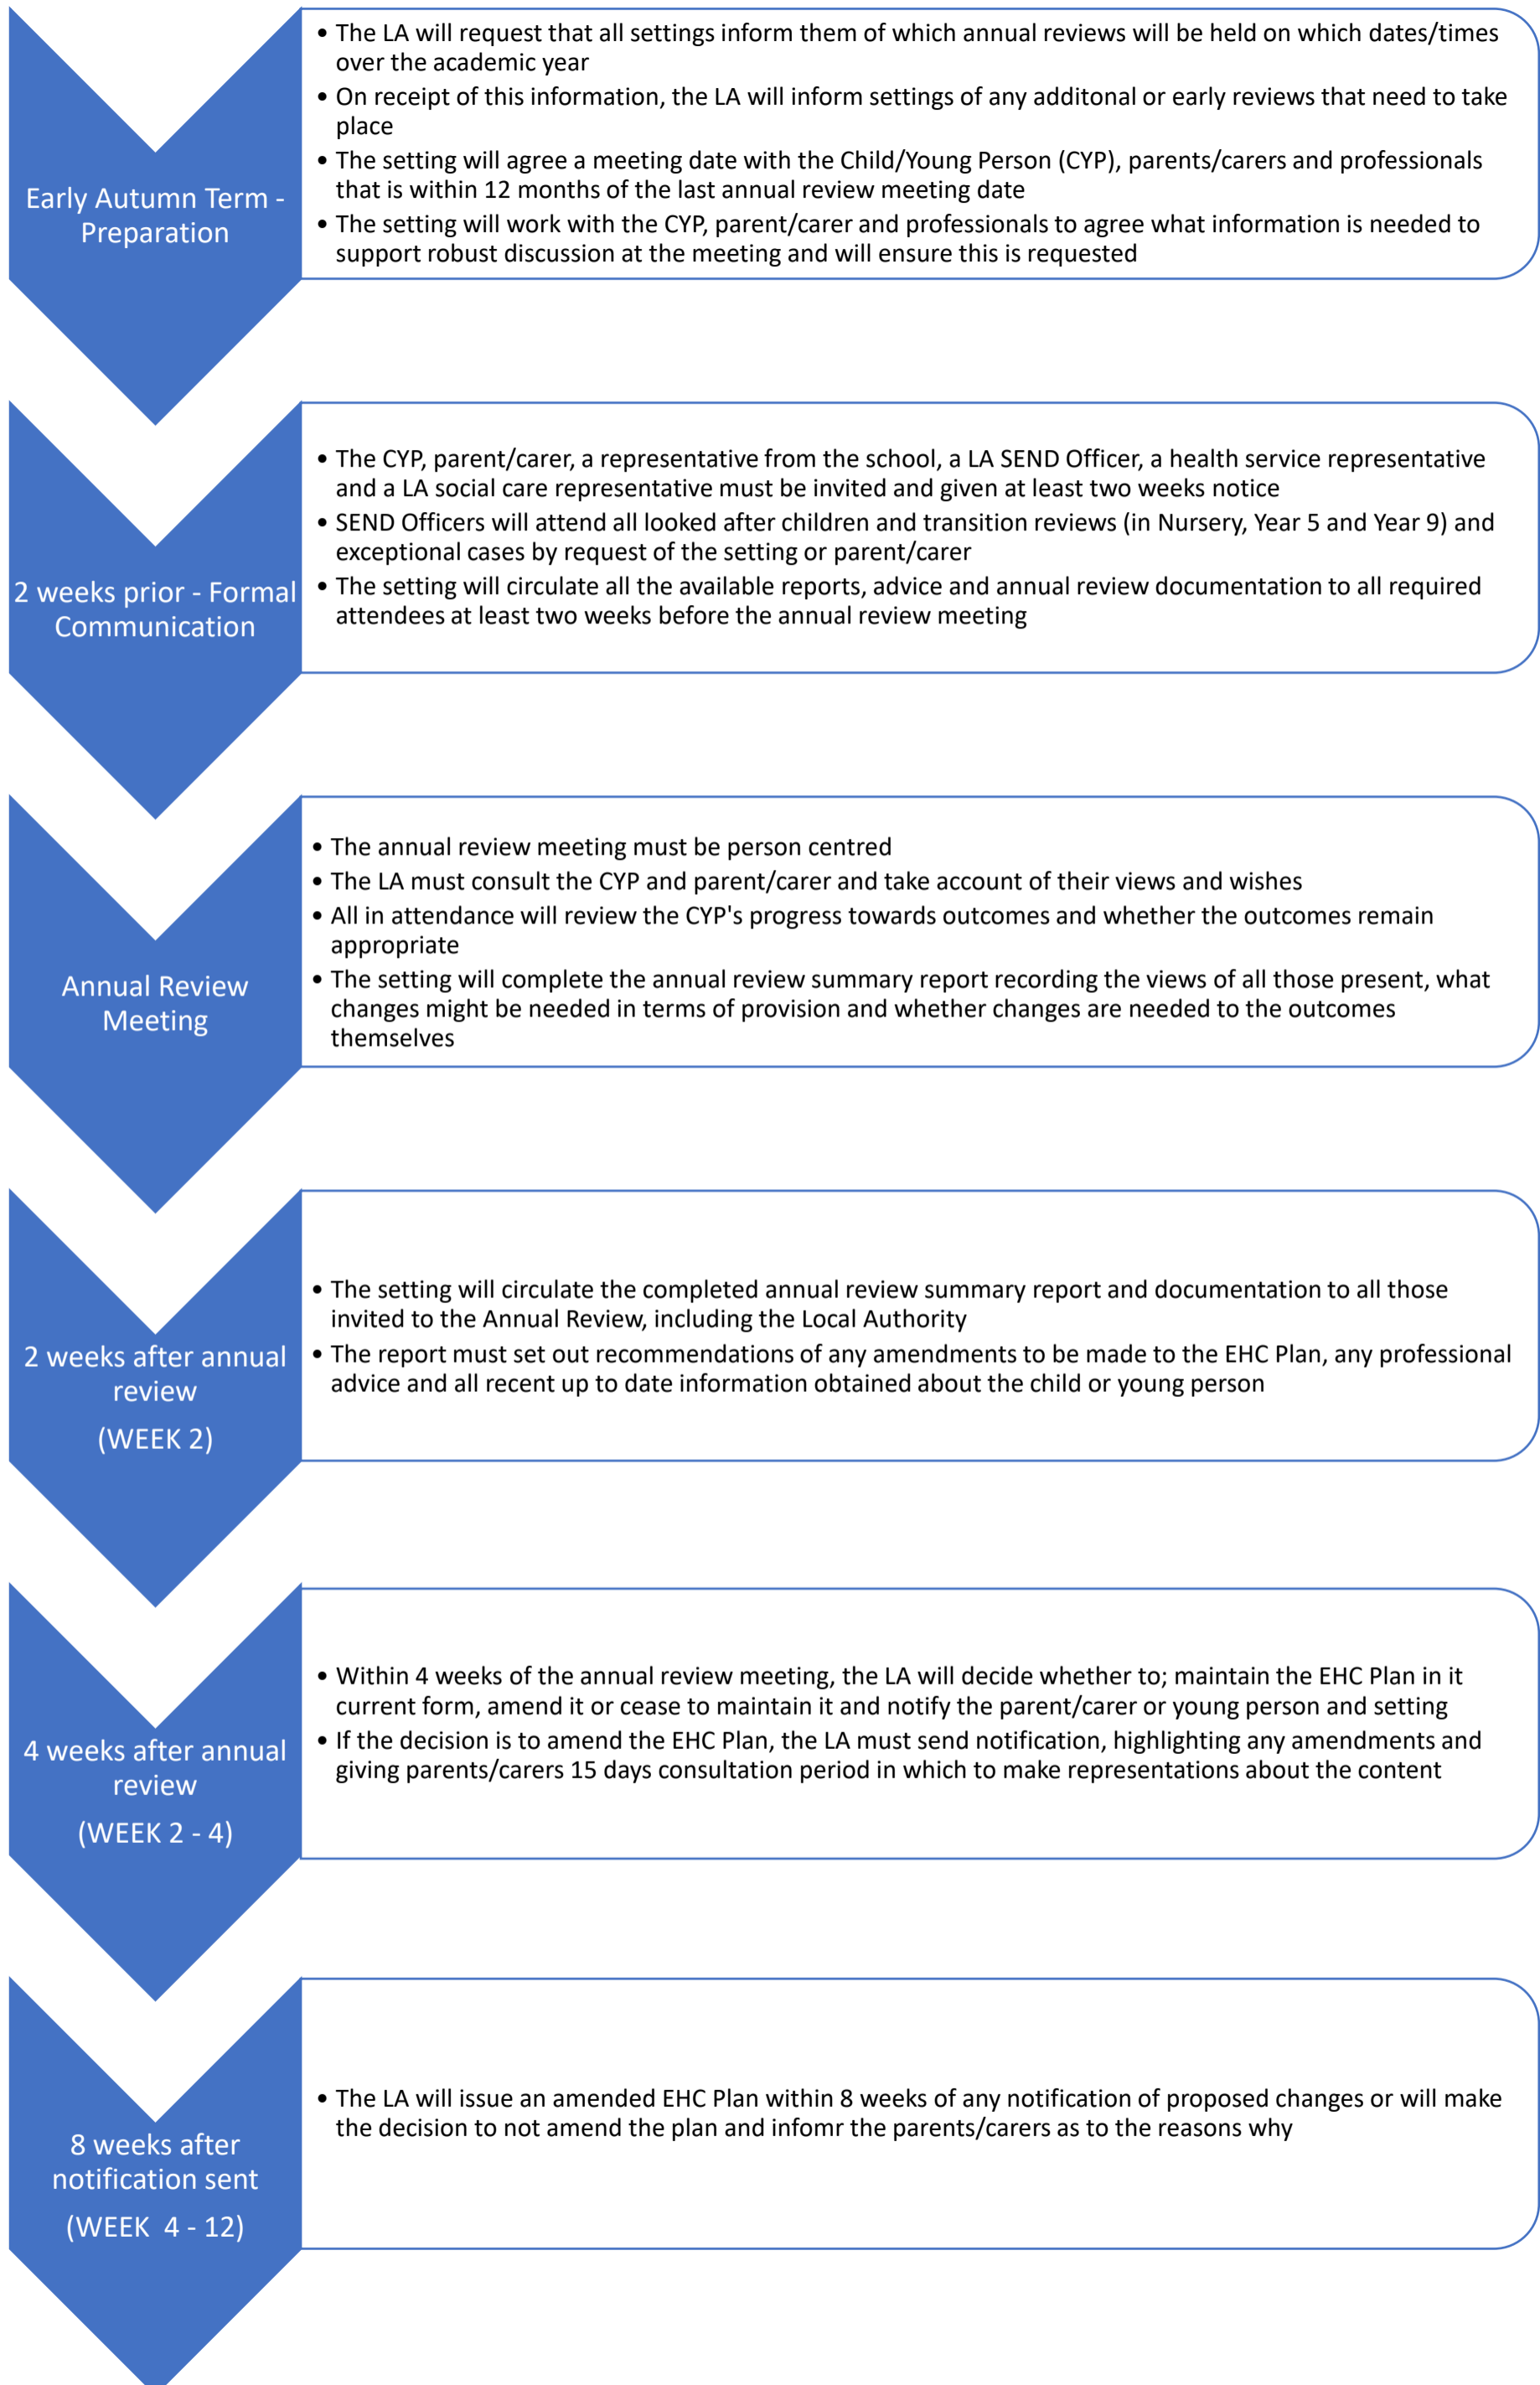 Early Autumn Term -
Preparation
• The LA will request that all settings inform them of which annual reviews will be held on which dates/times
over the academic year
• On receipt of this information, the LA will inform settings of any additonal or early reviews that need to take
place
• The setting will agree a meeting date with the Child/Young Person (CYP), parents/carers and professionals
that is within 12 months of the last annual review meeting date
• The setting will work with the CYP, parent/carer and professionals to agree what information is needed to
support robust discussion at the meeting and will ensure this is requested
2 weeks prior - Formal
Communication
• The CYP, parent/carer, a representative from the school, a LA SEND Officer, a health service representative
and a LA social care representative must be invited and given at least two weeks notice
• SEND Officers will attend all looked after children and transition reviews (in Nursery, Year 5 and Year 9) and
exceptional cases by request of the setting or parent/carer
• The setting will circulate all the available reports, advice and annual review documentation to all required
attendees at least two weeks before the annual review meeting
Annual Review
Meeting
• The annual review meeting must be person centred
• The LA must consult the CYP and parent/carer and take account of their views and wishes
• All in attendance will review the CYP's progress towards outcomes and whether the outcomes remain
appropriate
• The setting will complete the annual review summary report recording the views of all those present, what
changes might be needed in terms of provision and whether changes are needed to the outcomes
themselves
2 weeks after annual
review
(WEEK 2)
• The setting will circulate the completed annual review summary report and documentation to all those
invited to the Annual Review, including the Local Authority
• The report must set out recommendations of any amendments to be made to the EHC Plan, any professional
advice and all recent up to date information obtained about the child or young person
4 weeks after annual
review
(WEEK 2 - 4)
• Within 4 weeks of the annual review meeting, the LA will decide whether to; maintain the EHC Plan in it
current form, amend it or cease to maintain it and notify the parent/carer or young person and setting
• If the decision is to amend the EHC Plan, the LA must send notification, highlighting any amendments and
giving parents/carers 15 days consultation period in which to make representations about the content
8 weeks after
notification sent
(WEEK 4 - 12)
• The LA will issue an amended EHC Plan within 8 weeks of any notification of proposed changes or will make
the decision to not amend the plan and infomr the parents/carers as to the reasons why